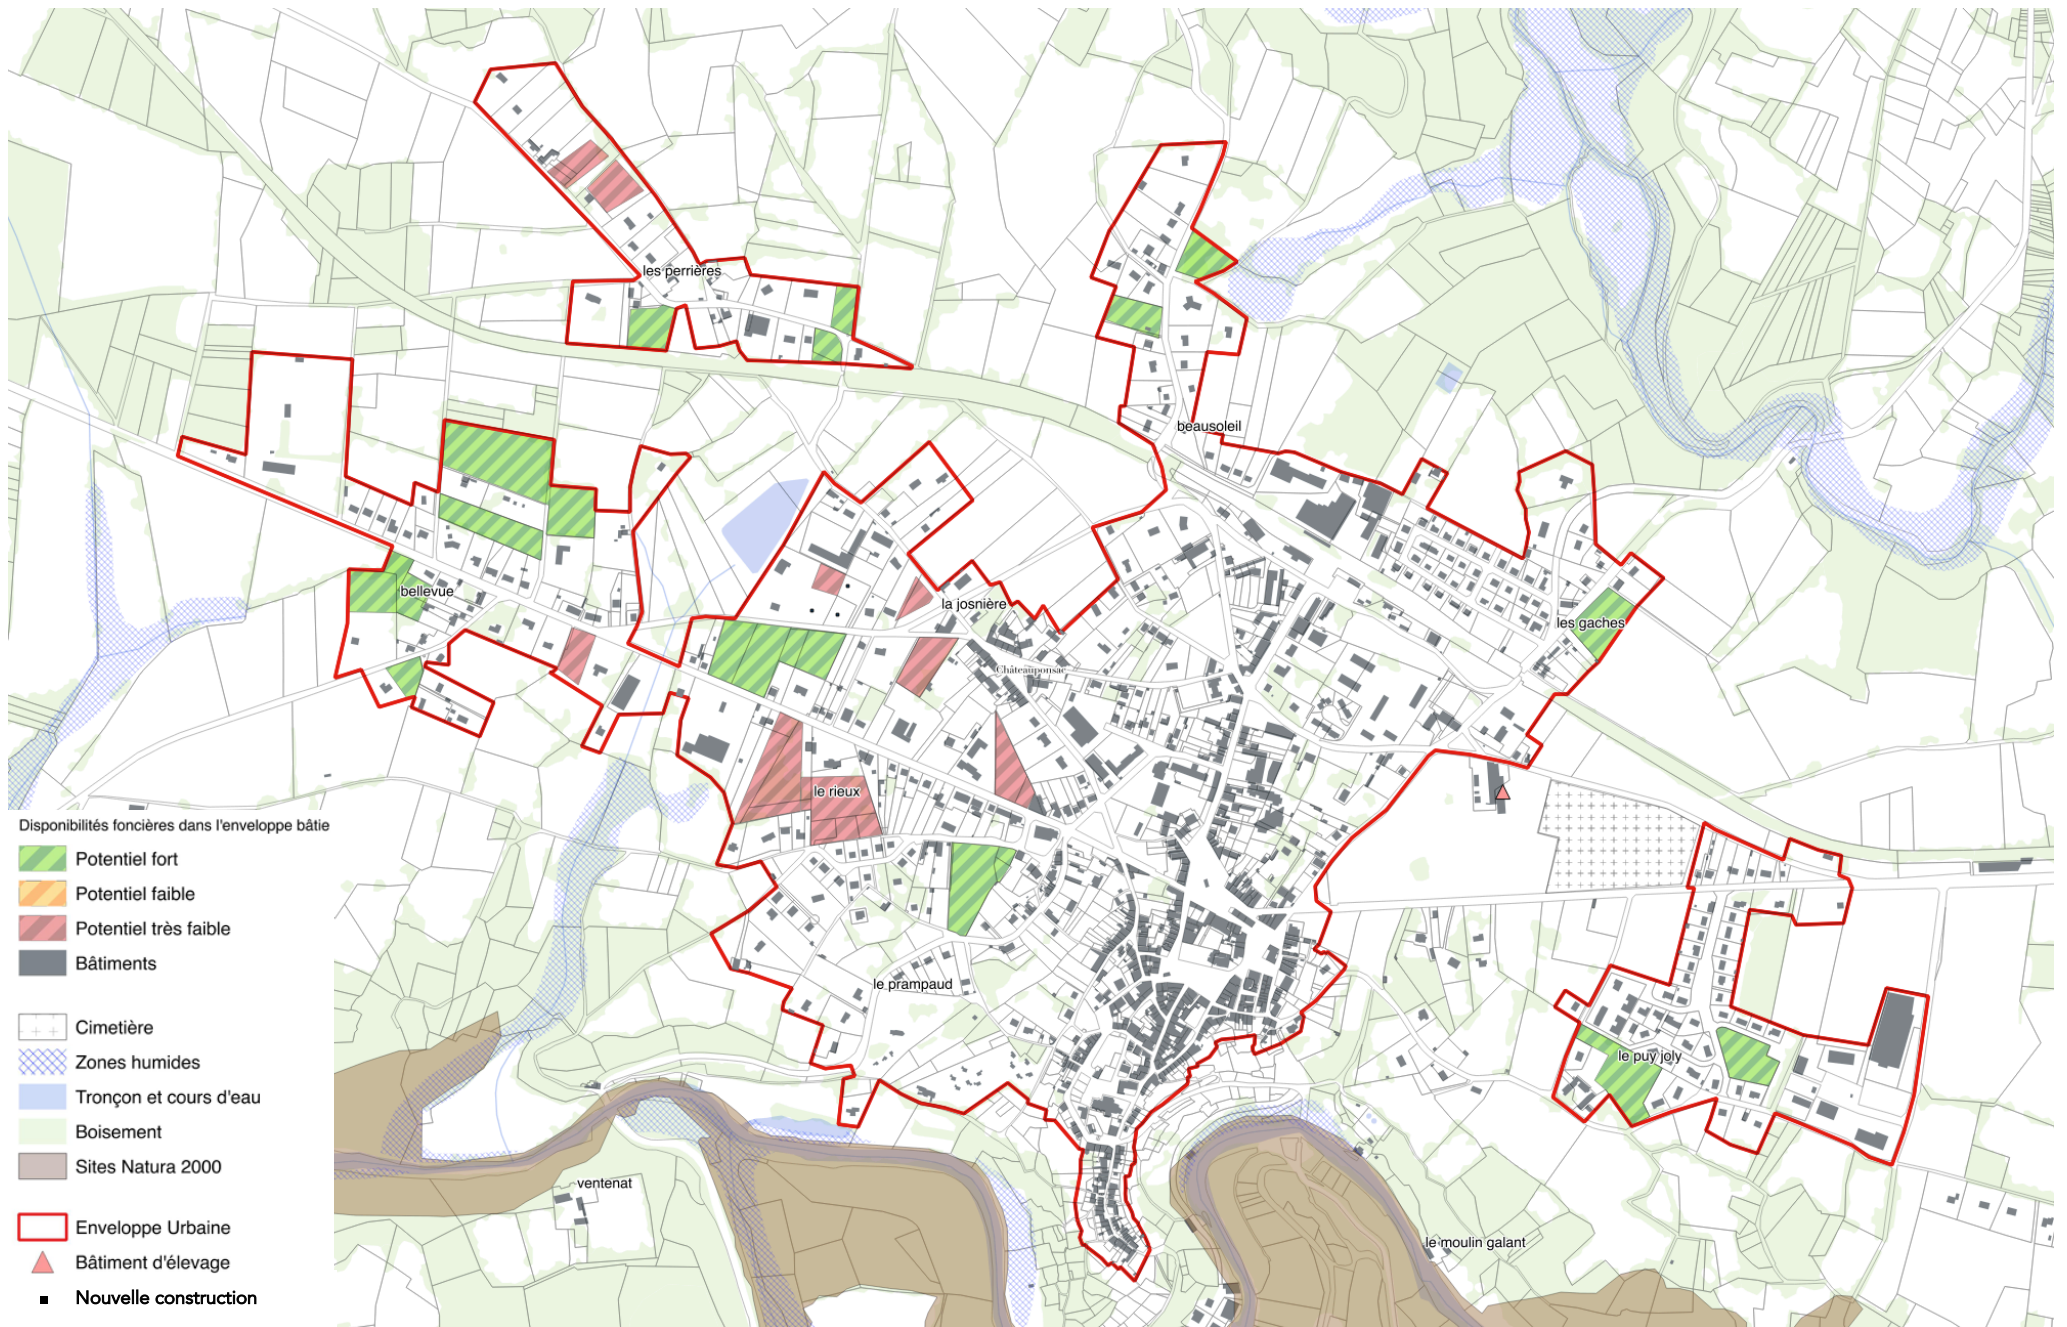 les perrières
beausoleil
bellevue
la josnière
les gaches
Châteauponsac
le rieux
le prampaud
le puy joly
ventenat
le moulin galant
Disponibilités foncières dans l'enveloppe bâtie
Potentiel fort
Potentiel faible
Potentiel très faible
Bâtiments
Cimetière
Zones humides
Tronçon et cours d'eau
Boisement
Sites Natura 2000
Enveloppe Urbaine
Bâtiment d'élevage
Nouvelle construction